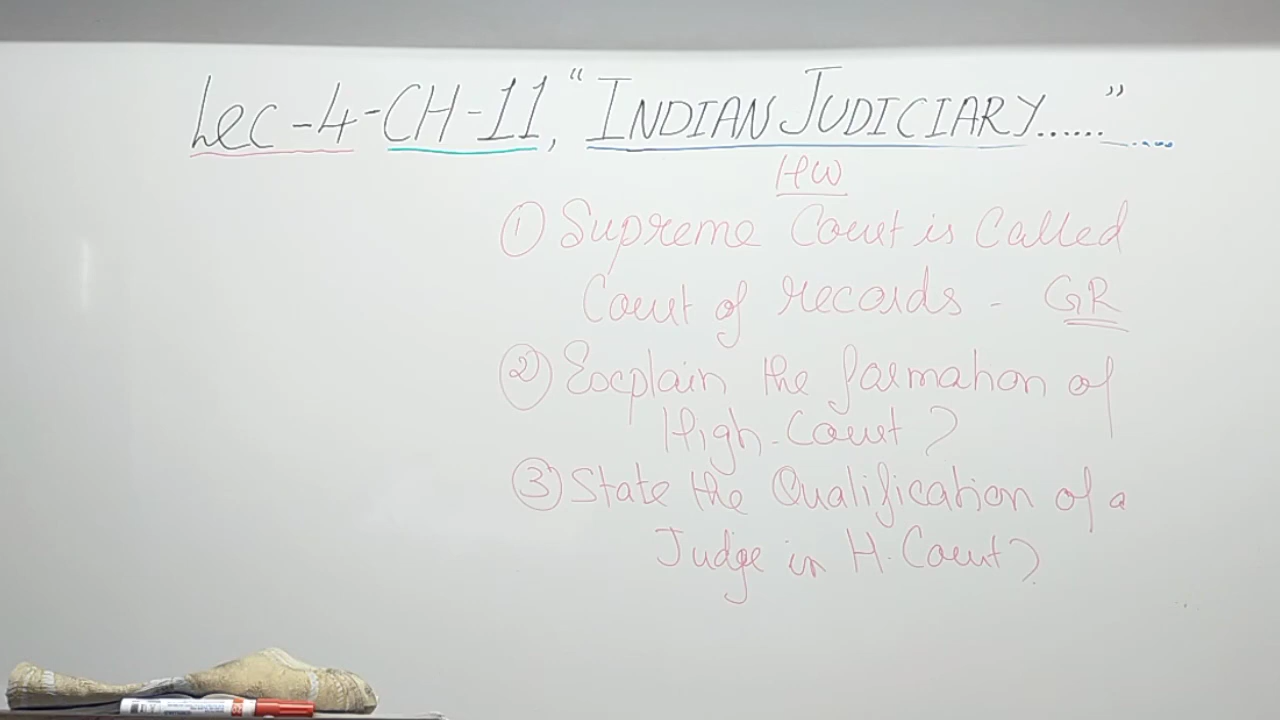 Lec-4-CH-11, "INDIAN JUDICIARY......"
HW
① Supreme Court is Called
Court of records - GR
② Explain the formation of
High-Court?
③ State the Qualification of a
Judge in H.Court?